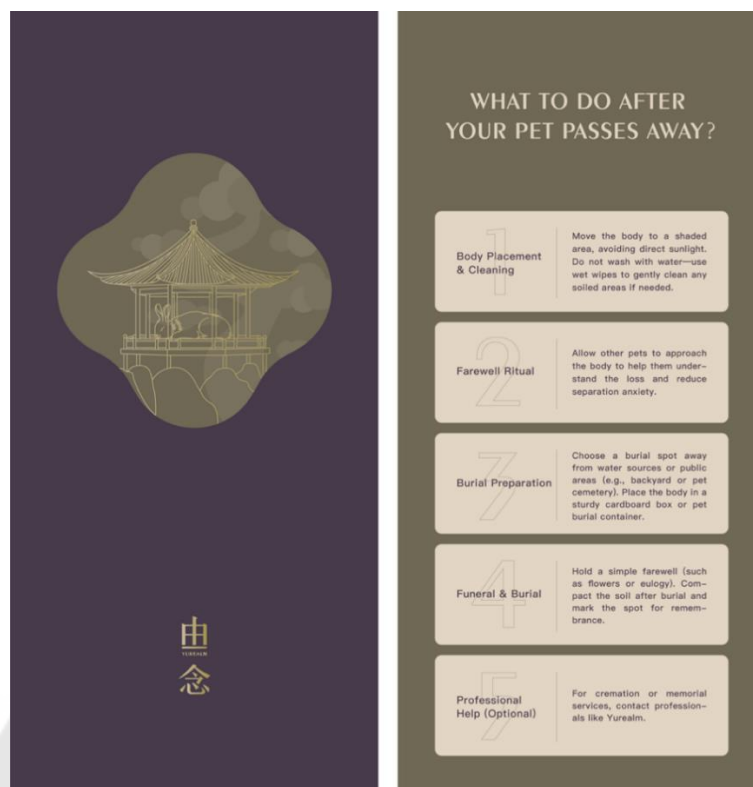 由
YUREALM
念
WHAT TO DO AFTER
YOUR PET PASSES AWAY?
1
Body Placement
& Cleaning
Move the body to a shaded
area, avoiding direct sunlight.
Do not wash with water—use
wet wipes to gently clean any
soiled areas if needed.
2
Farewell Ritual
Allow other pets to approach
the body to help them under-
stand the loss and reduce
separation anxiety.
3
Burial Preparation
Choose a burial spot away
from water sources or public
areas (e.g., backyard or pet
cemetery). Place the body in a
sturdy cardboard box or pet
burial container.
4
Funeral & Burial
Hold a simple farewell (such
as flowers or eulogy). Com-
pact the soil after burial and
mark the spot for remem-
brance.
5
Professional
Help (Optional)
For cremation or memorial
services, contact profession-
als like Yurealm.